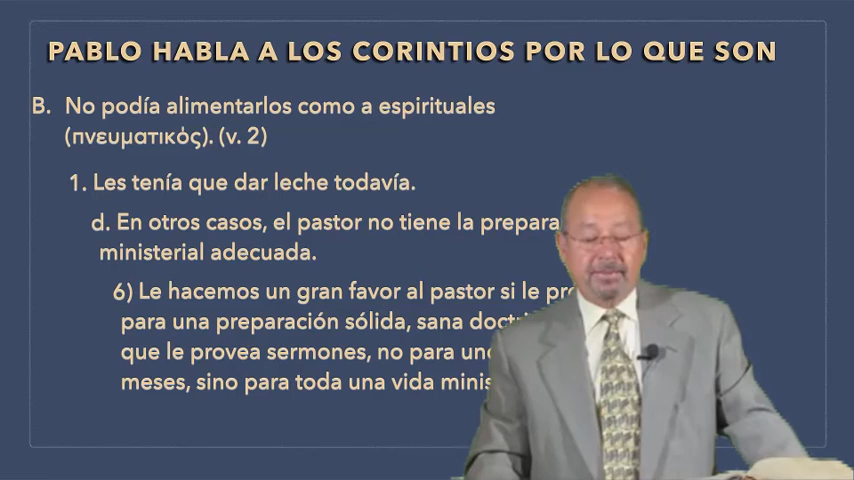 PABLO HABLA A LOS CORINTIOS POR LO QUE SON
B. No podía alimentarlos como a espirituales
(πνευματικός). (v. 2)
1. Les tenía que dar leche todavía.
d. En otros casos, el pastor no tiene la
ministerial adecuada.
6) Le hacemos un gran favor al pastor si le
para una preparación sólida, sana
que le provea sermones, no para
meses, sino para toda una vida